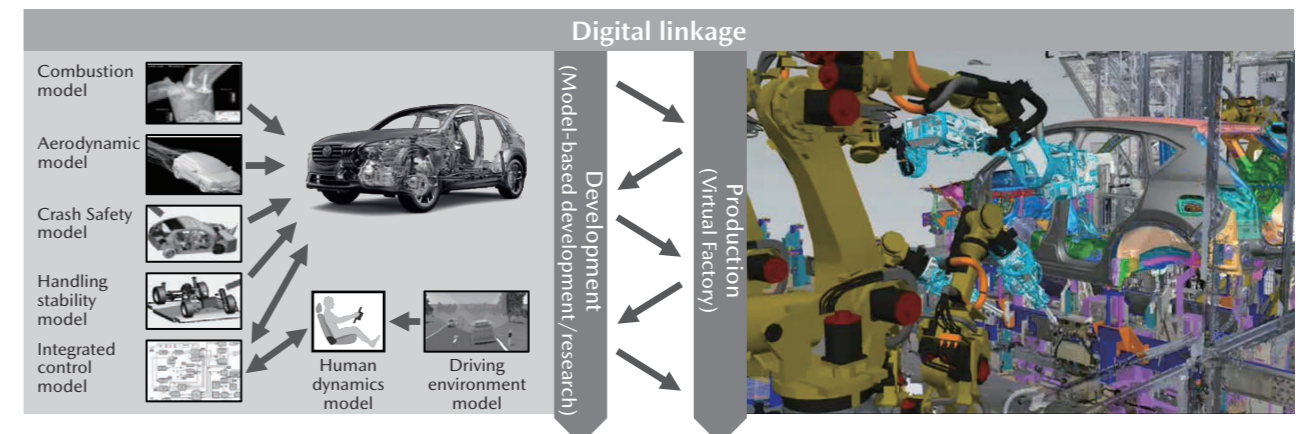 Digital linkage
Combustion
model
Aerodynamic
model
Crash Safety
model
Handling
stability
model
Integrated
control
model
Human
dynamics
model
Driving
environment
model
Development
(Model-based development/research)
Production
(Virtual Factory)